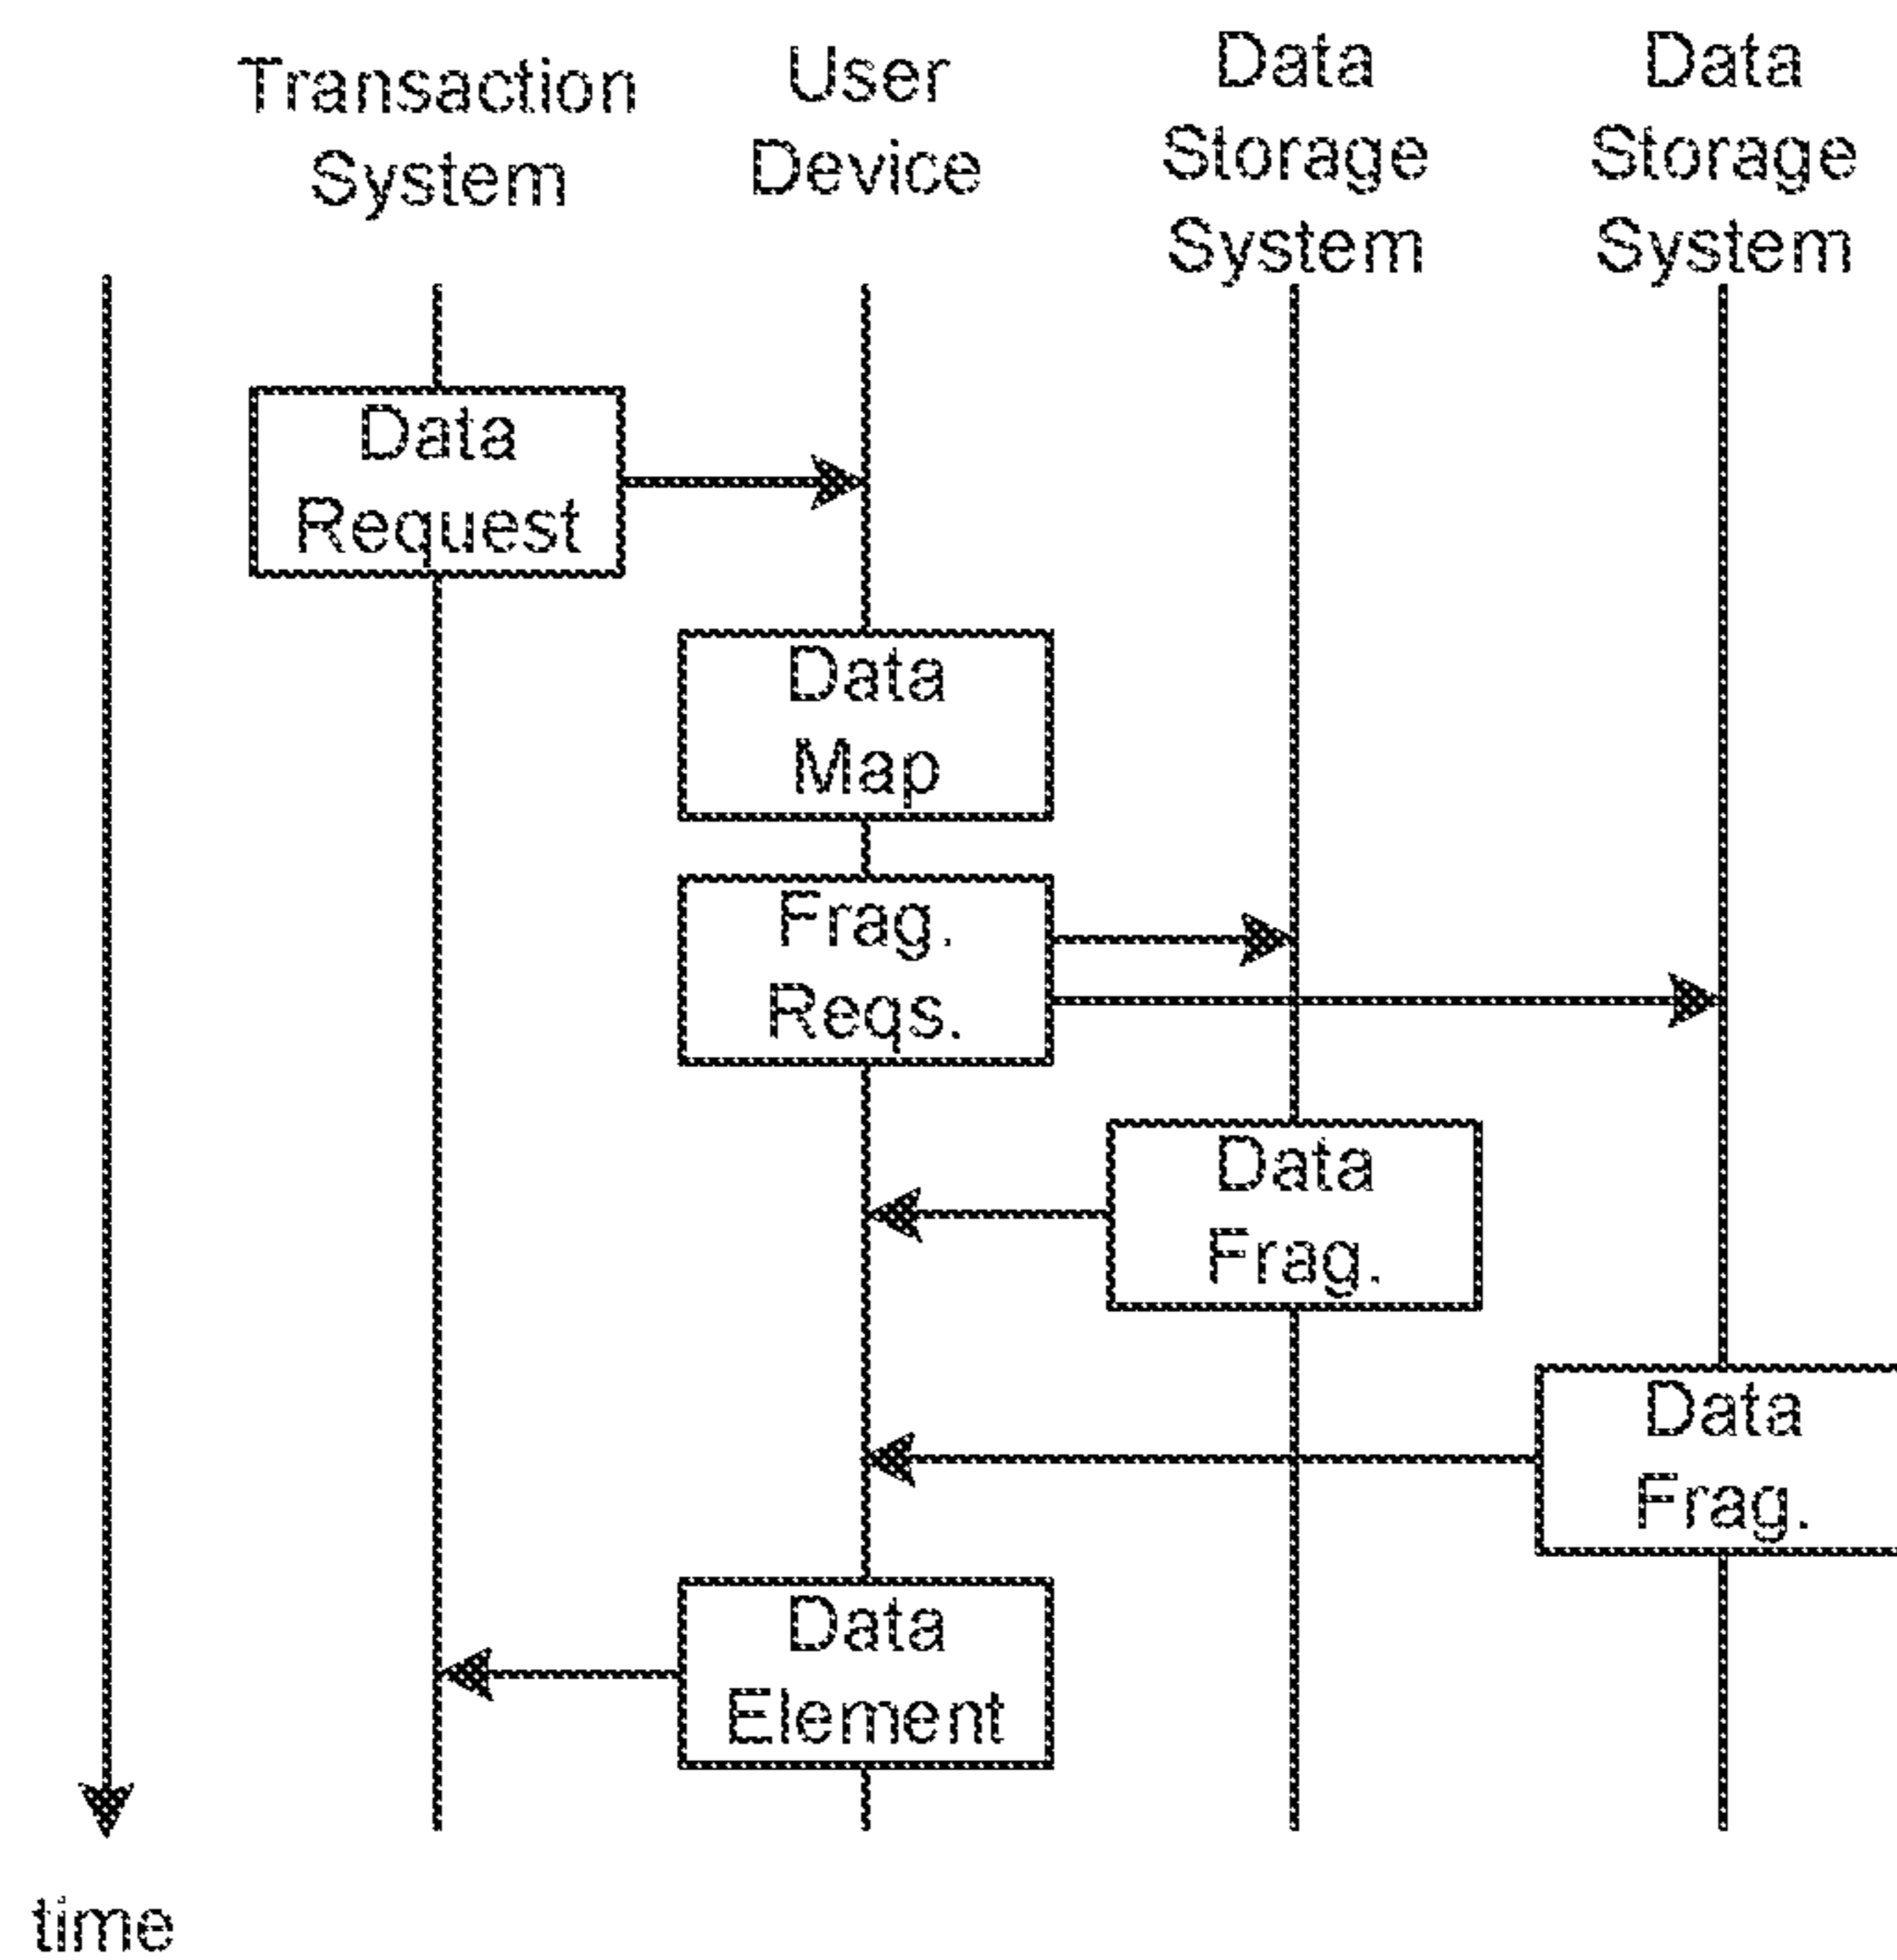 Transaction
System
User
Device
Data
Storage
System
Data
Storage
System
Data
Request
Data
Map
Frag.
Reqs.
Data
Frag.
Data
Frag.
Data
Element
time